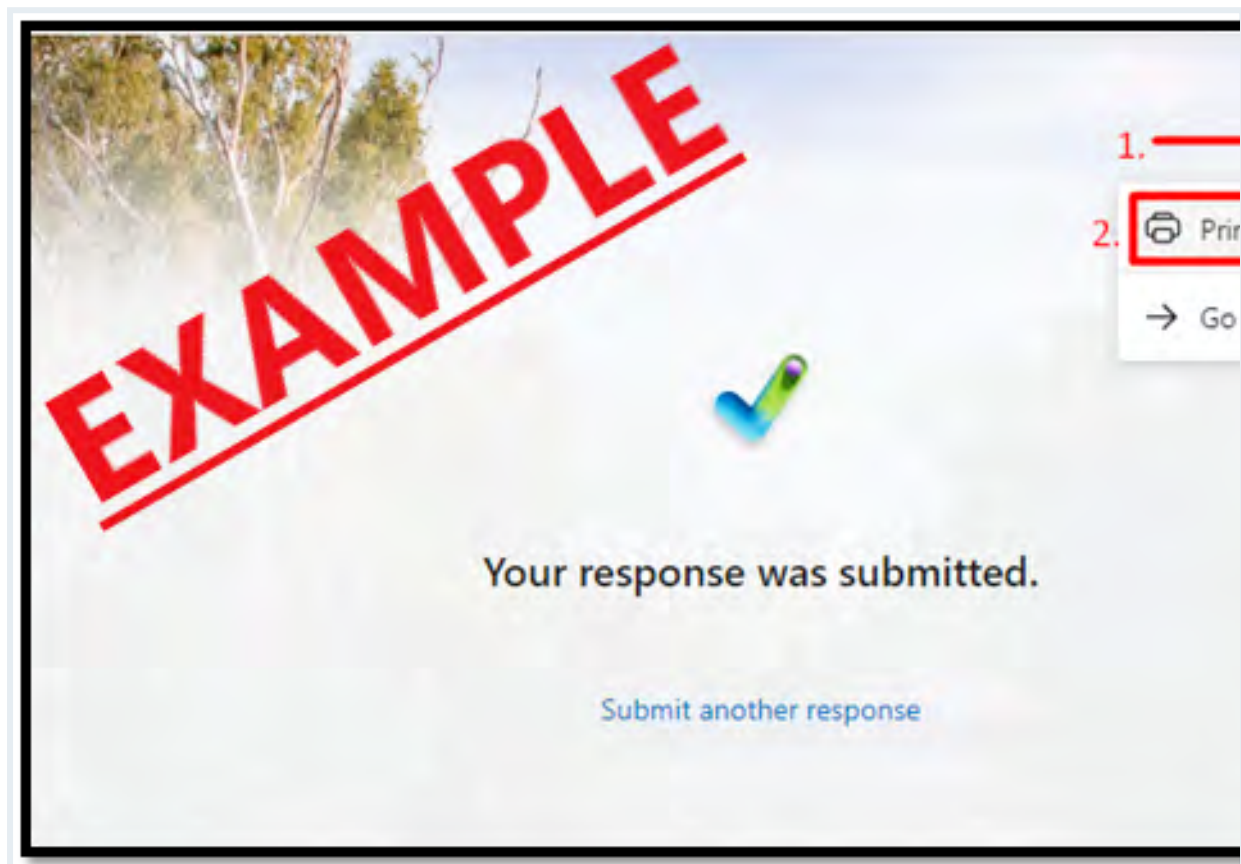 EXAMPLE
1.
2.
Go
Your response was submitted.
Submit another response